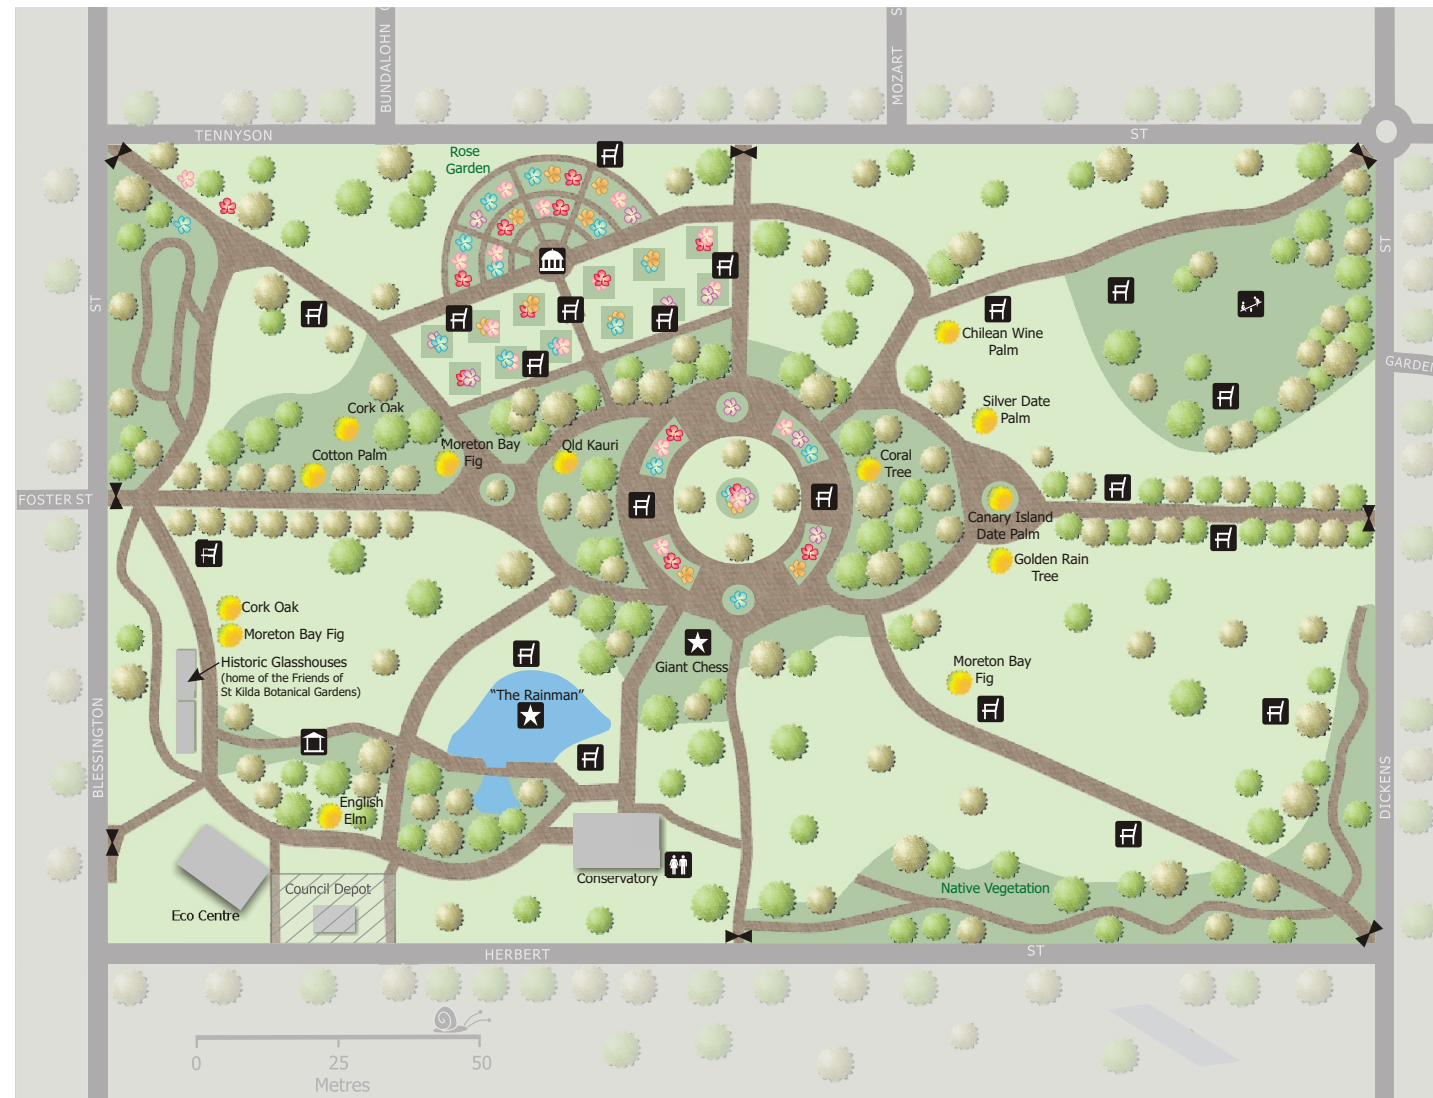 BUNDALOHN C
MOZART S
TENNYSON
ST
Rose
Garden
ST
ST
Chilean Wine
Palm
GARDEN
Silver Date
Palm
Cork Oak
Moreton Bay
Fig
Qld Kauri
Cotton Palm
Coral
Tree
FOSTER ST
Canary Island
Date Palm
Golden Rain
Tree
Cork Oak
Moreton Bay Fig
Historic Glasshouses
(home of the Friends of
St Kilda Botanical Gardens)
Giant Chess
Moreton Bay
Fig
"The Rainman"
BLESSINGTON
DICKENS
English
Elm
Conservatory
Council Depot
Native Vegetation
Eco Centre
HERBERT
ST
0
25
50
Metres